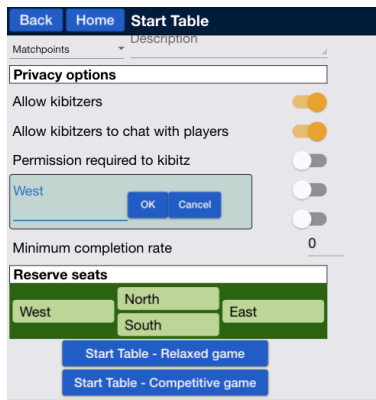 Back Home Start Table
Matchpoints Description
Privacy options
Allow kibitzers
Allow kibitzers to chat with players
Permission required to kibitz
West
OK Cancel
Minimum completion rate 0
Reserve seats
North
West East
South
Start Table - Relaxed game
Start Table - Competitive game